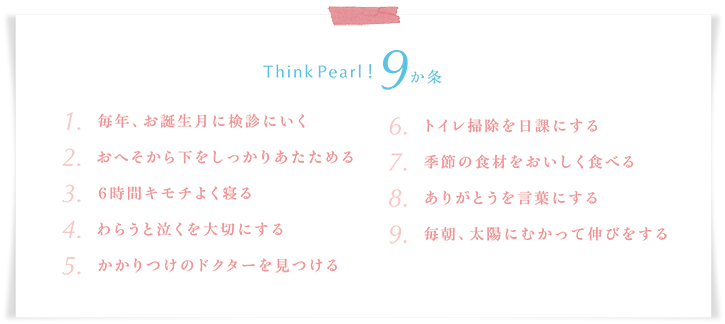 Think Pearl! 9か条
1. 毎年、お誕生月に検診にいく
2. おへそから下をしっかりあたためる
3. 6時間キモチよく寝る
4. わらうと泣くを大切にする
5. かかりつけのドクターを見つける
6. トイレ掃除を日課にする
7. 季節の食材をおいしく食べる
8. ありがとうを言葉にする
9. 毎朝、太陽にむかって伸びをする